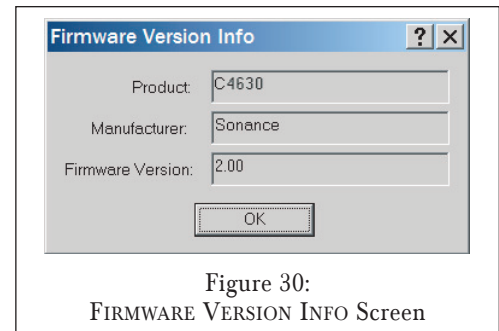 Firmware Version Info ? ×
Product: C4630
Manufacturer: Sonance
Firmware Version: 2.00
OK
Figure 30:
FIRMWARE VERSION INFO Screen